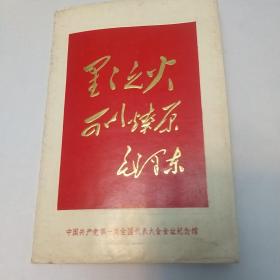 星星之火
可以燎原
毛泽东
中国共产党第一次全国代表大会会址纪念馆